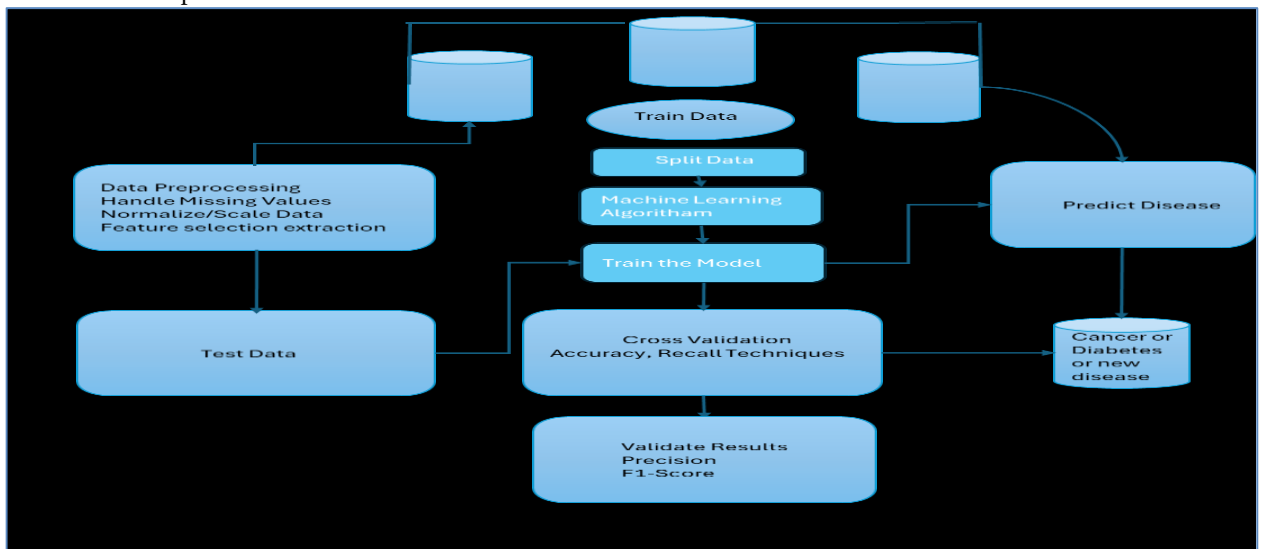 Train Data
Split Data
Machine Learning
Algoritham
Train the Model
Data Preprocessing
Handle Missing Values
Normalize/Scale Data
Feature selection extraction
Test Data
Predict Disease
Cross Validation
Accuracy, Recall Techniques
Cancer or
Diabetes
or new
disease
Validate Results
Precision
F1-Score